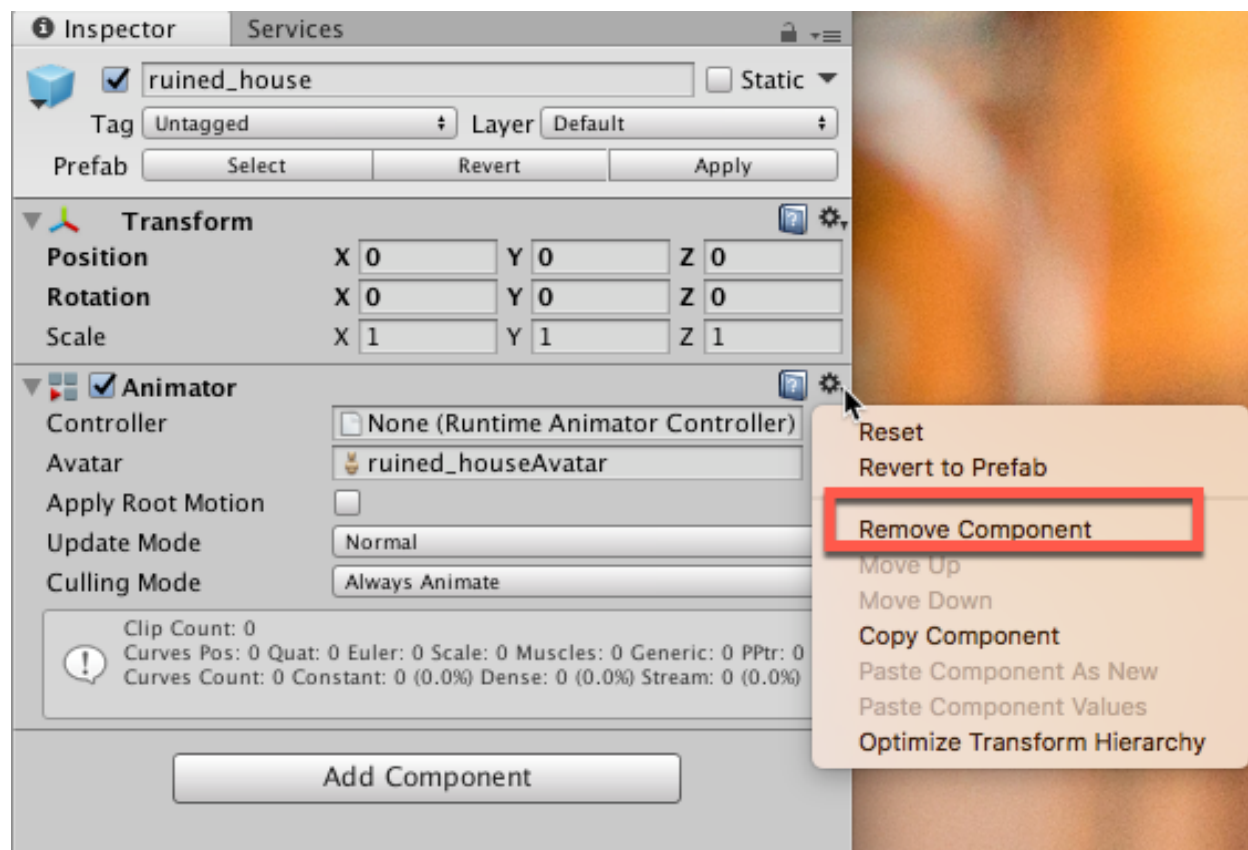 Inspector Services
ruined_house Static
Tag Untagged Layer Default
Prefab Select Revert Apply
Transform
Position X 0 Y 0 Z 0
Rotation X 0 Y 0 Z 0
Scale X 1 Y 1 Z 1
Animator
Controller None (Runtime Animator Controller)
Avatar ruined_houseAvatar
Apply Root Motion
Update Mode Normal
Culling Mode Always Animate
Clip Count: 0
Curves Pos: 0 Quat: 0 Euler: 0 Scale: 0 Muscles: 0 Generic: 0 PPtr: 0
Curves Count: 0 Constant: 0 (0.0%) Dense: 0 (0.0%) Stream: 0 (0.0%)
Add Component
Reset
Revert to Prefab
Remove Component
Move Up
Move Down
Copy Component
Paste Component As New
Paste Component Values
Optimize Transform Hierarchy